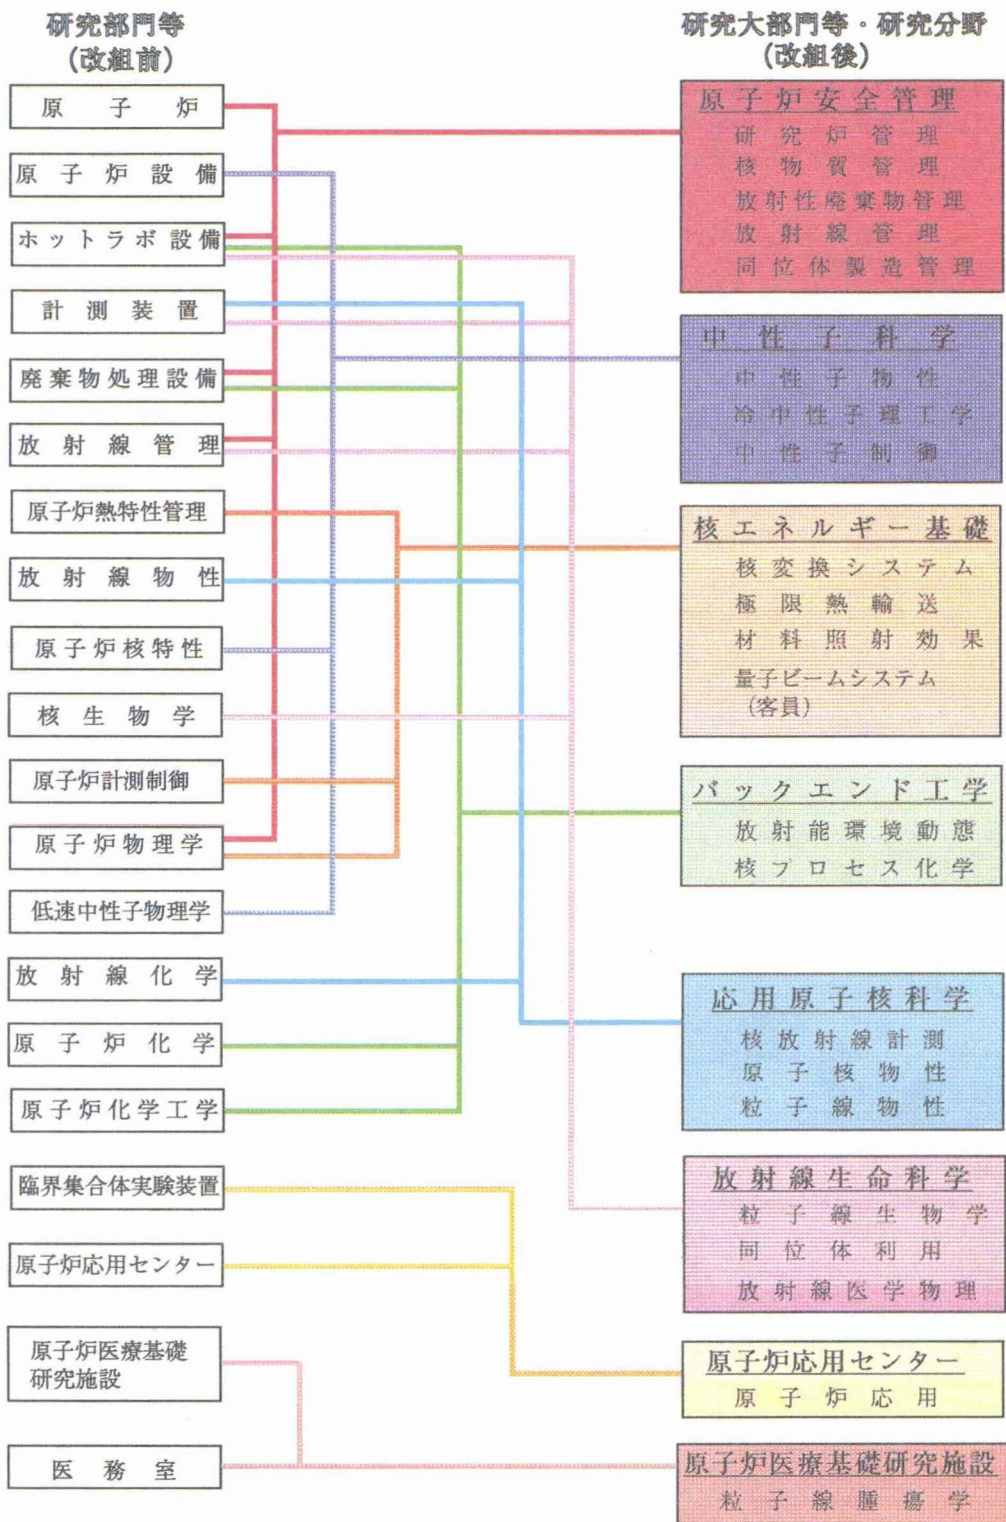 研究部門等
(改組前)
原子炉
原子炉設備
ホットラボ設備
計測装置
廃棄物処理設備
放射線管理
原子炉熱特性管理
放射線物性
原子炉核特性
核生物学
原子炉計測制御
原子炉物理学
低速中性子物理学
放射線化学
原子炉化学
原子炉化学工学
臨界集合体実験装置
原子炉応用センター
原子炉医療基礎
研究施設
医務室
研究大部門等・研究分野
(改組後)
原子炉安全管理
研究炉管理
核物質管理
放射性廃棄物管理
放射線管理
同位体製造管理
中性子科学
中性子物性
冷中性子理工学
中性子制御
核エネルギー基礎
核変換システム
極限熱輸送
材料照射効果
量子ビームシステム
(客員)
バックエンド工学
放射能環境動態
核プロセス化学
応用原子核科学
核放射線計測
原子核物性
粒子線物性
放射線生命科学
粒子線生物学
同位体利用
放射線医学物理
原子炉応用センター
原子炉応用
原子炉医療基礎研究施設
粒子線腫瘍学